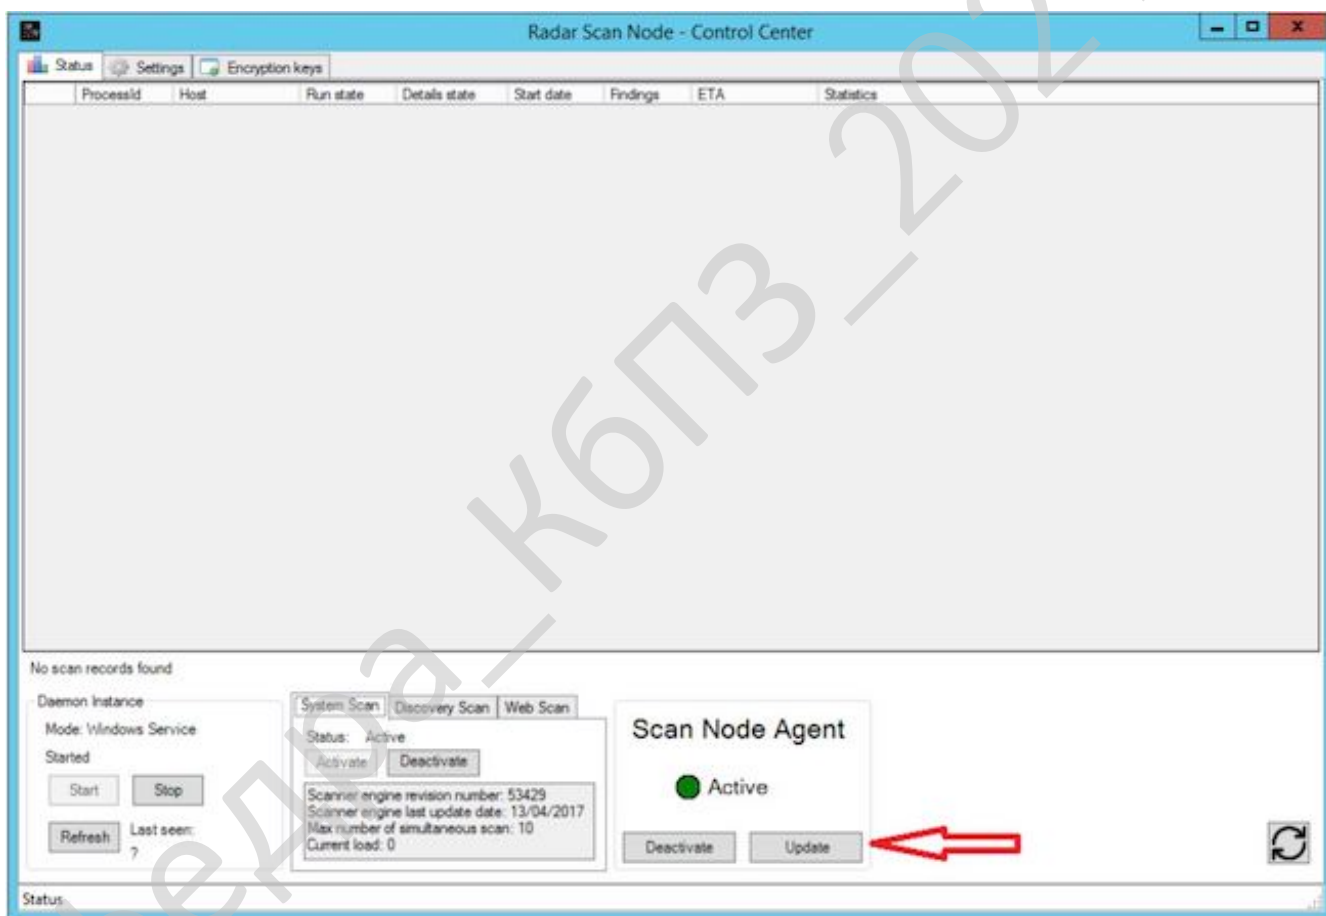 Radar Scan Node - Control Center
Status Settings Encryption keys
ProcessId Host Run state Details state Start date Findings ETA Statistics
No scan records found
Daemon Instance
Mode: Windows Service
Started
Start Stop
Refresh Last seen:
?
System Scan Discovery Scan Web Scan
Status: Active
Activate Deactivate
Scanner engine revision number: 53429
Scanner engine last update date: 13/04/2017
Max number of simultaneous scan: 10
Current load: 0
Scan Node Agent
Active
Deactivate Update
Status
едра_КбПЗ_202